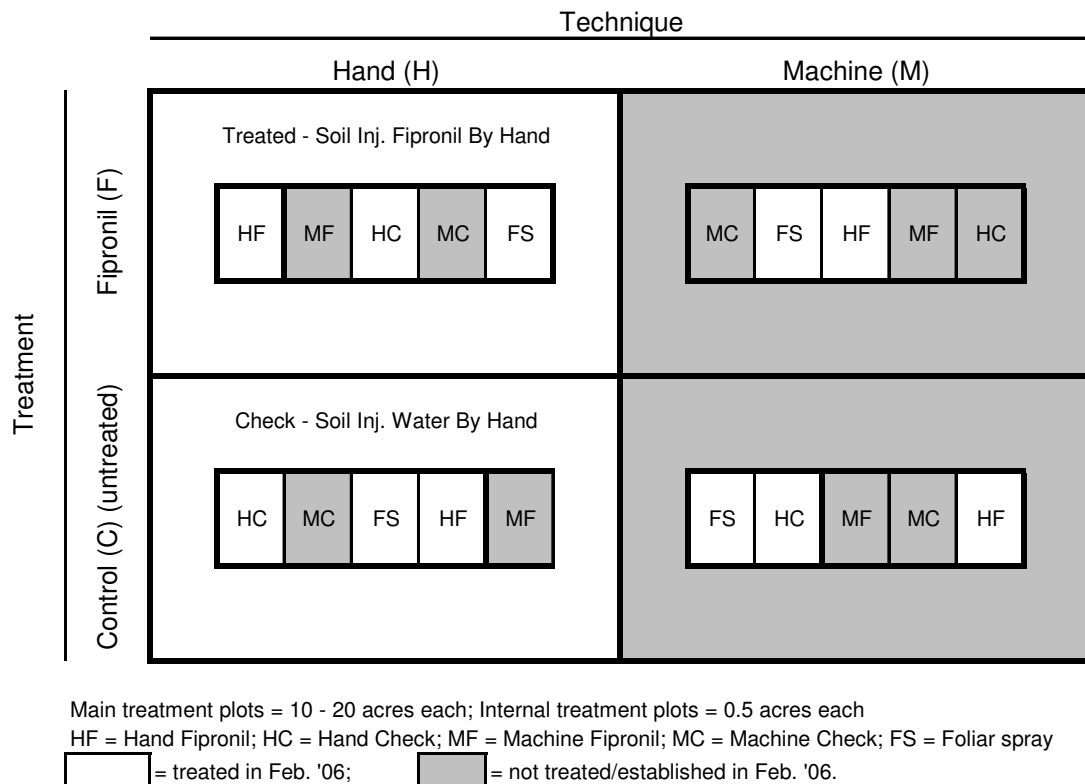 Technique
Hand (H) Machine (M)
Treatment
Fipronil (F)
Treated - Soil Inj. Fipronil By Hand
HF MF HC MC FS
MC FS HF MF HC
Control (C) (untreated)
Check - Soil Inj. Water By Hand
HC MC FS HF MF
FS HC MF MC HF
Main treatment plots = 10 - 20 acres each; Internal treatment plots = 0.5 acres each
HF = Hand Fipronil; HC = Hand Check; MF = Machine Fipronil; MC = Machine Check; FS = Foliar spray
= treated in Feb. '06; = not treated/established in Feb. '06.